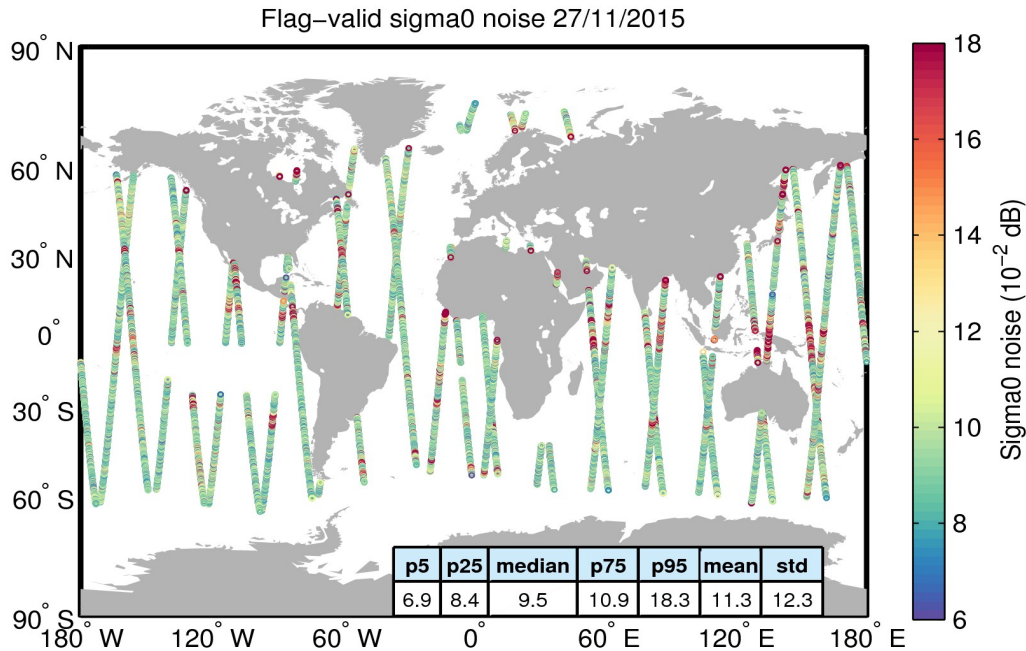 Flag−valid sigma0 noise 27/11/2015
90° N
60° N
30° N
0°
30° S
60° S
90° S
180° W
120° W
60° W
0°
60° E
120° E
180° E
p5 p25 median p75 p95 mean std
6.9 8.4 9.5 10.9 18.3 11.3 12.3
18
16
14
12
10
8
6
Sigma0 noise (10⁻² dB)